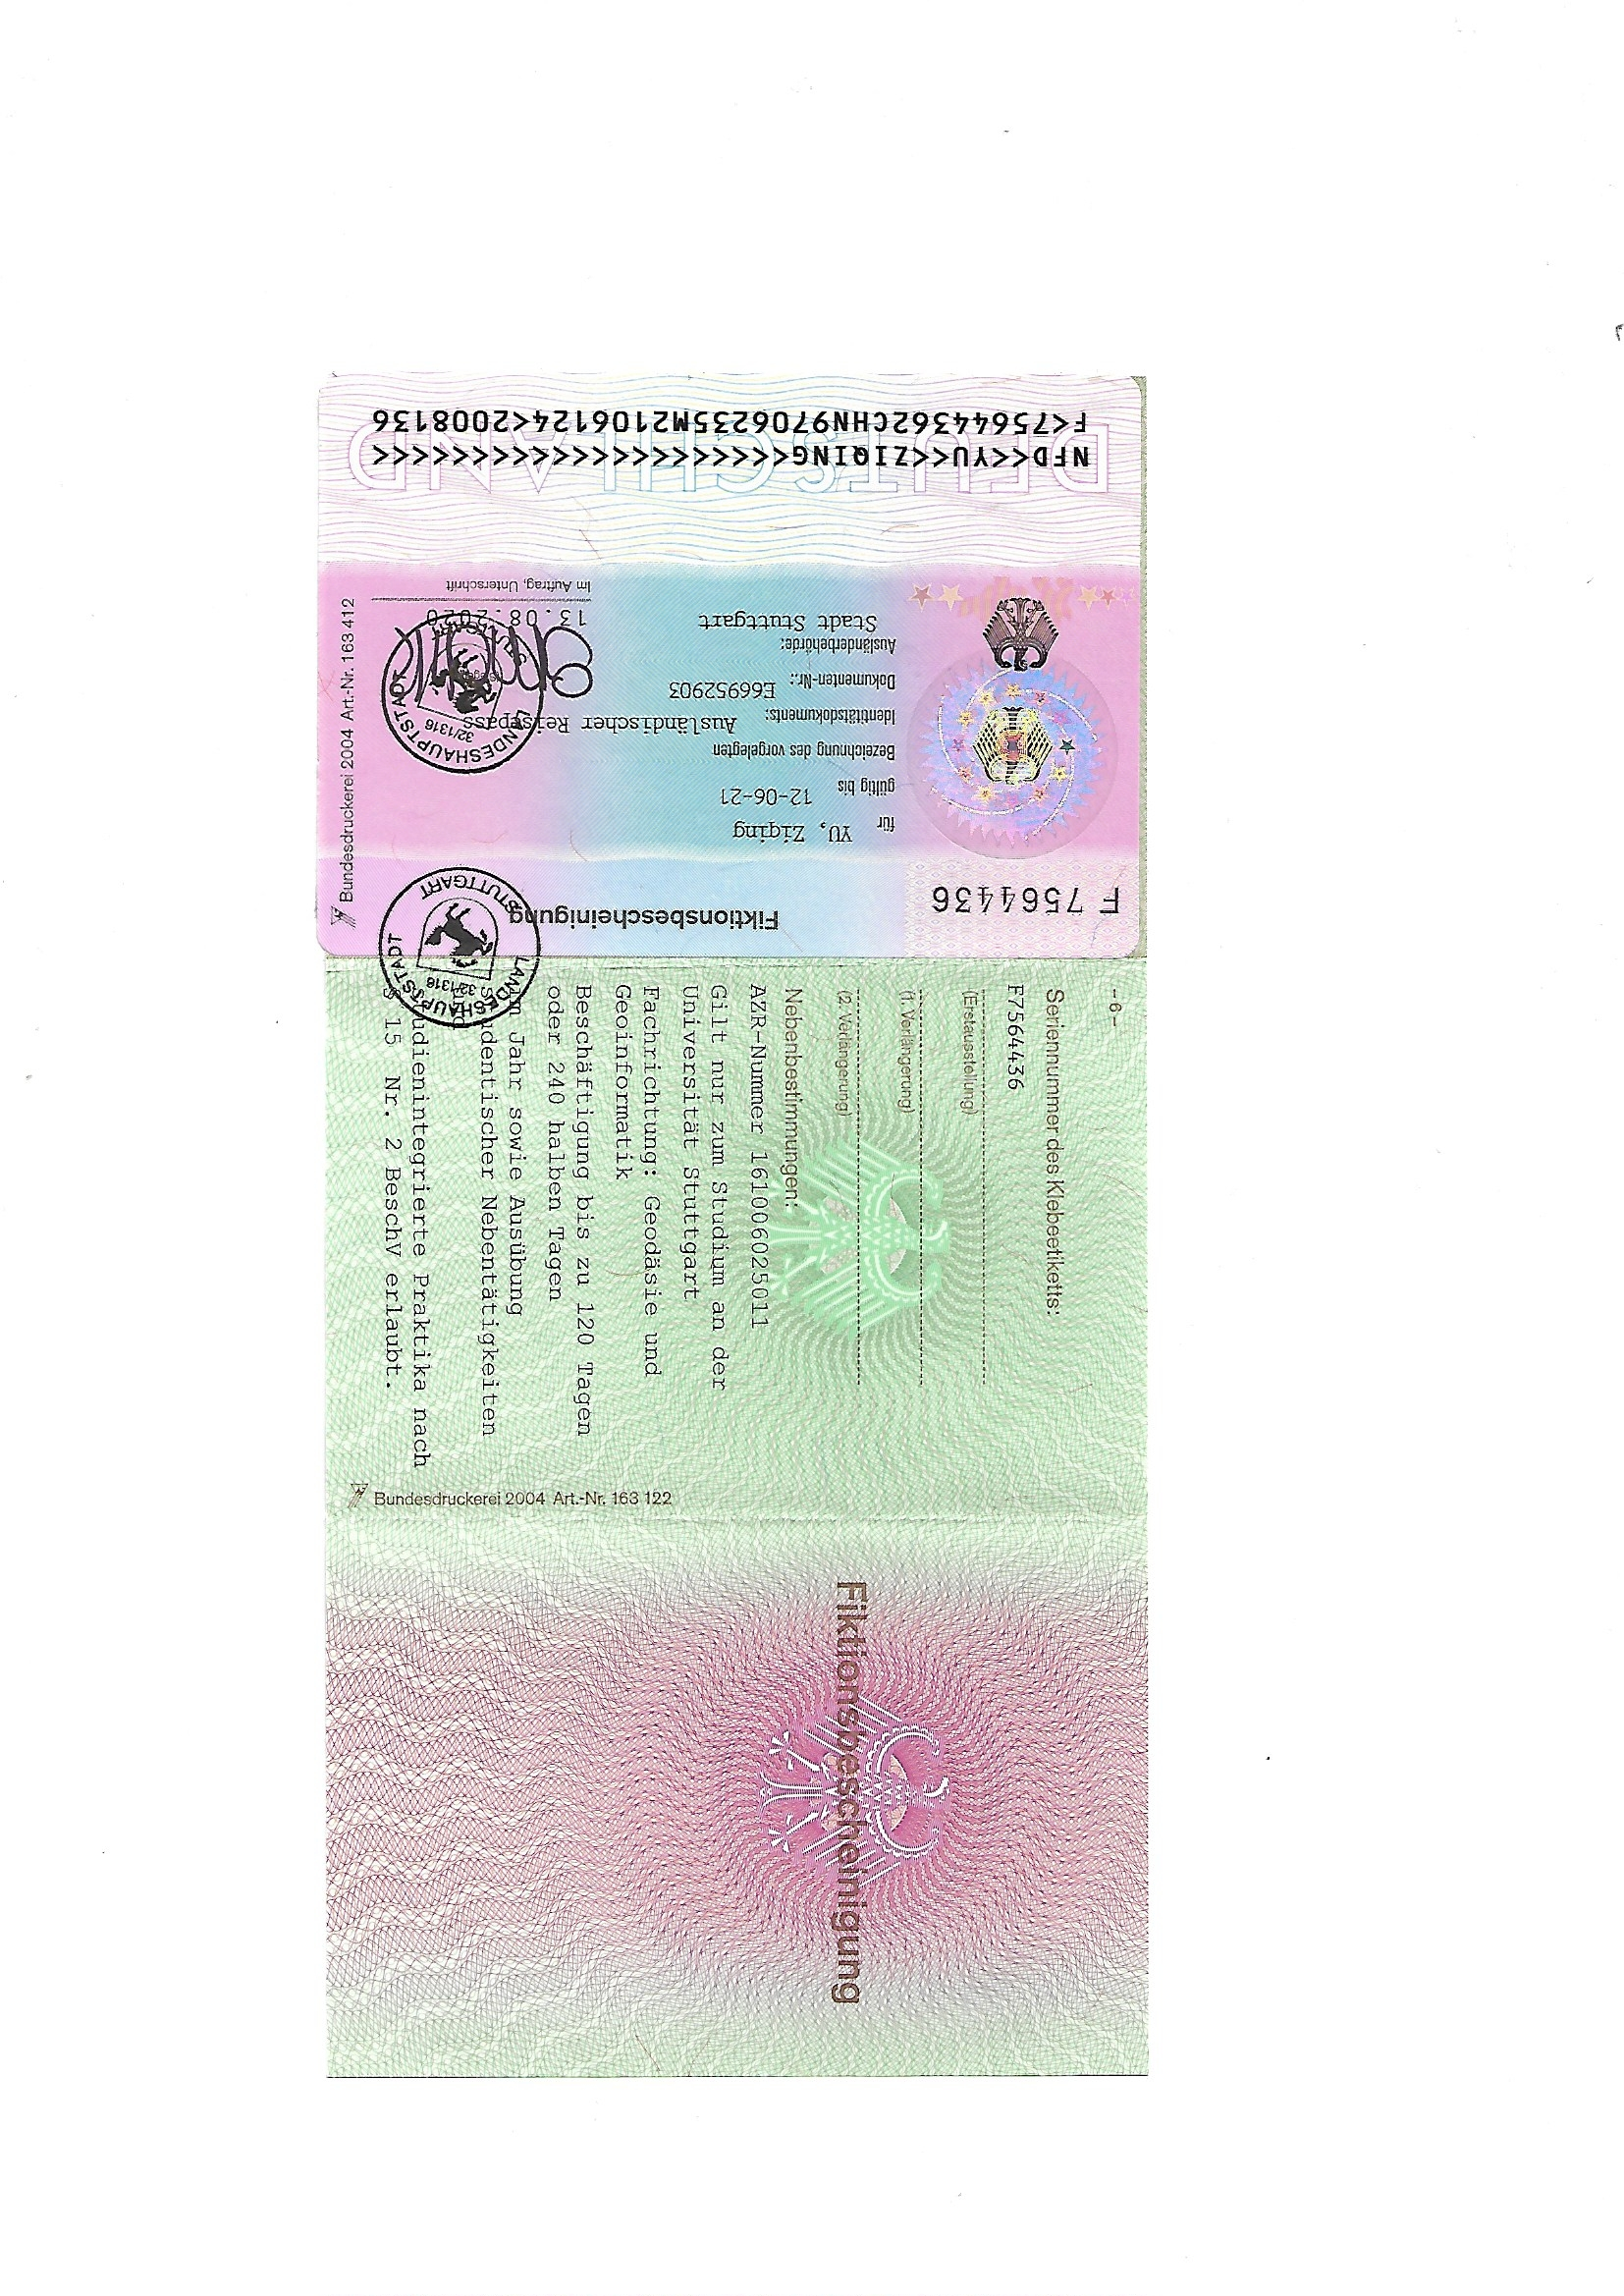 F 7564436
Fiktionsbescheinigung
für YU, Ziqing
gültig bis 12-06-21
Bezeichnung des vorgelegten
Identitätsdokuments: Ausländischer Reisepass
Dokumenten-Nr.: E66952903
Ausländerbehörde:
Stadt Stuttgart
13.08.2020
Im Auftrag, Unterschrift
LANDESHAUPTSTADT STUTTGART
32/1316
LANDESHAUPTSTADT STUTTGART
32/1316
Bundesdruckerei 2004 Art.-Nr. 163 412
DEUTSCHLAND
NFD<<YU<<ZIQING<<<<<<<<<<<<<<<<<<<<<
F<75644362CHN9706235M2106124<2008136
-6-
Seriennummer des Klebeetiketts:
F7564436
(Erstausstellung)
(1. Verlängerung)
(2. Verlängerung)
Nebenbestimmungen:
AZR-Nummer 161006025011
Gilt nur zum Studium an der
Universität Stuttgart
Fachrichtung: Geodäsie und
Geoinformatik
Beschäftigung bis zu 120 Tagen
oder 240 halben Tagen
im Jahr sowie Ausübung
studentischer Nebentätigkeiten
Studienintegrierte Praktika nach
§ 15 Nr. 2 BeschV erlaubt.
Bundesdruckerei 2004 Art.-Nr. 163 122
Fiktionsbescheinigung